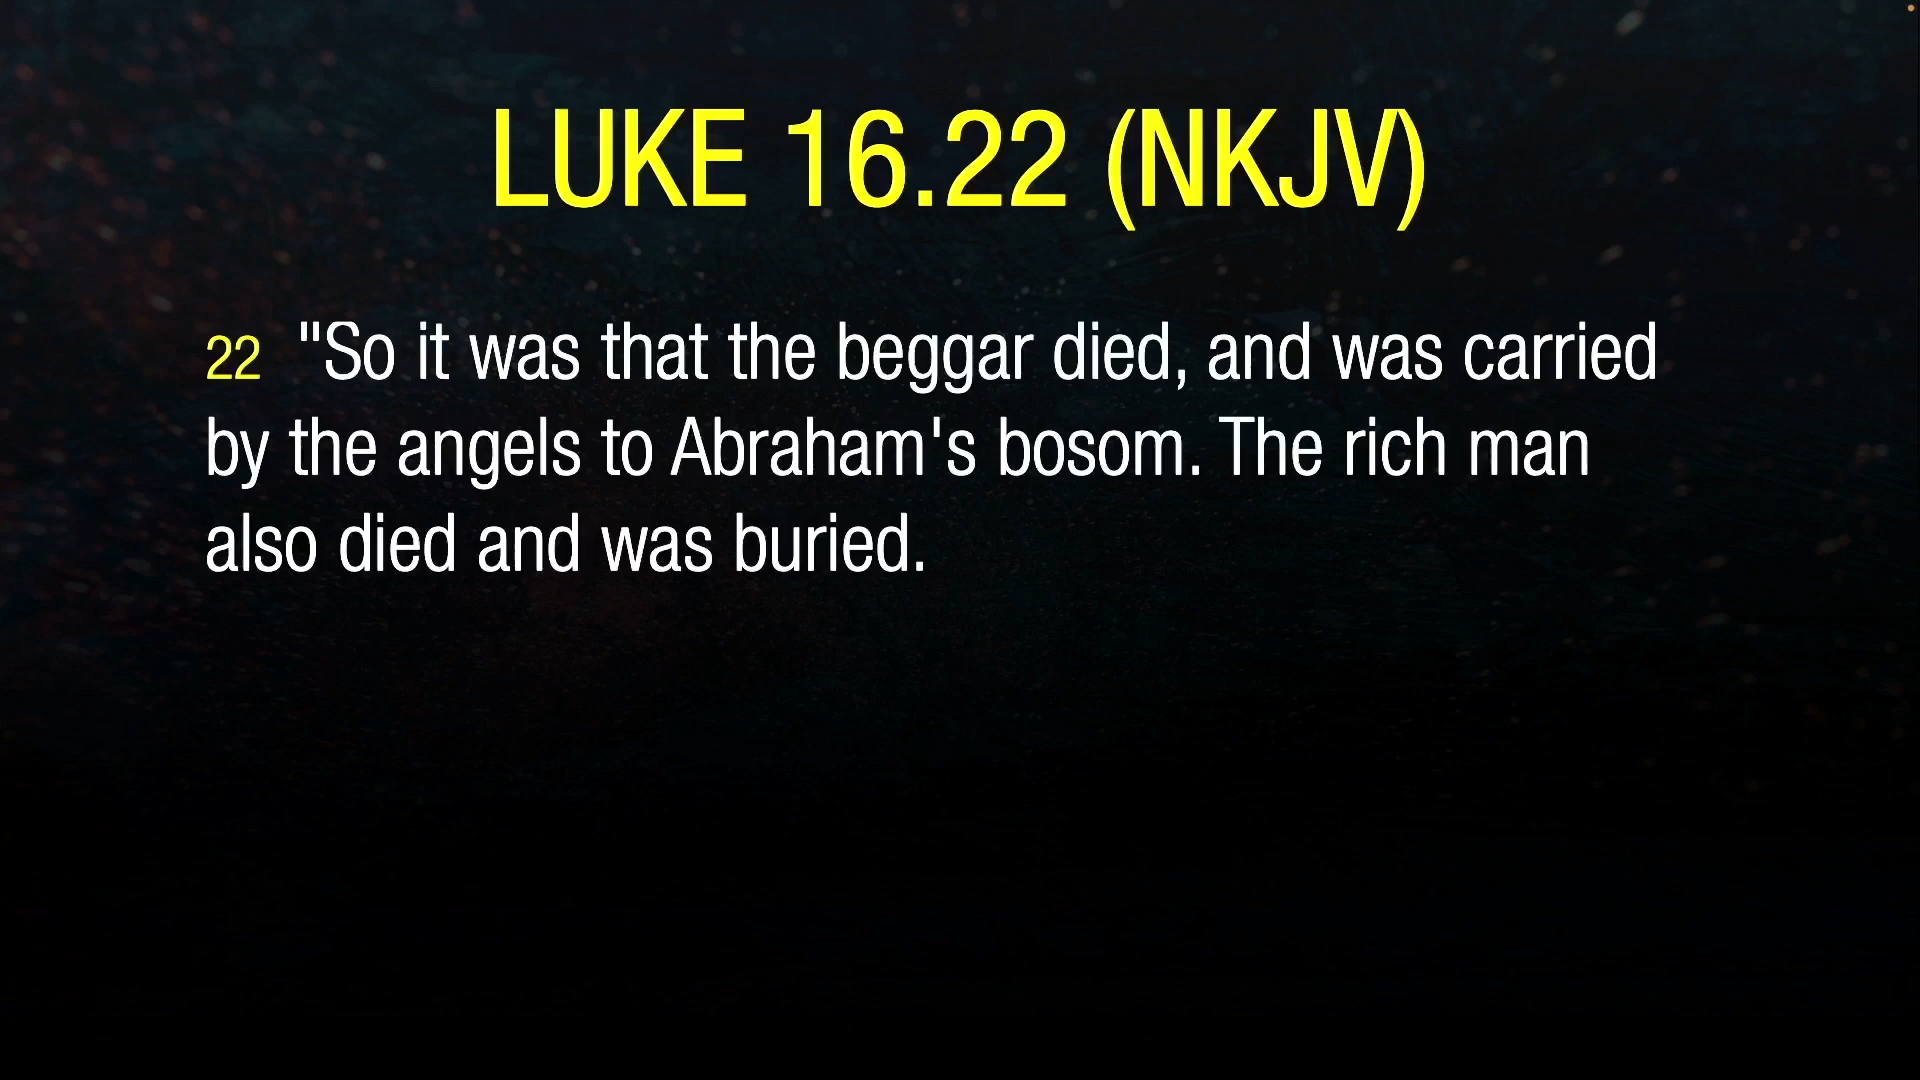 LUKE 16.22 (NKJV)
22 "So it was that the beggar died, and was carried
by the angels to Abraham's bosom. The rich man
also died and was buried.